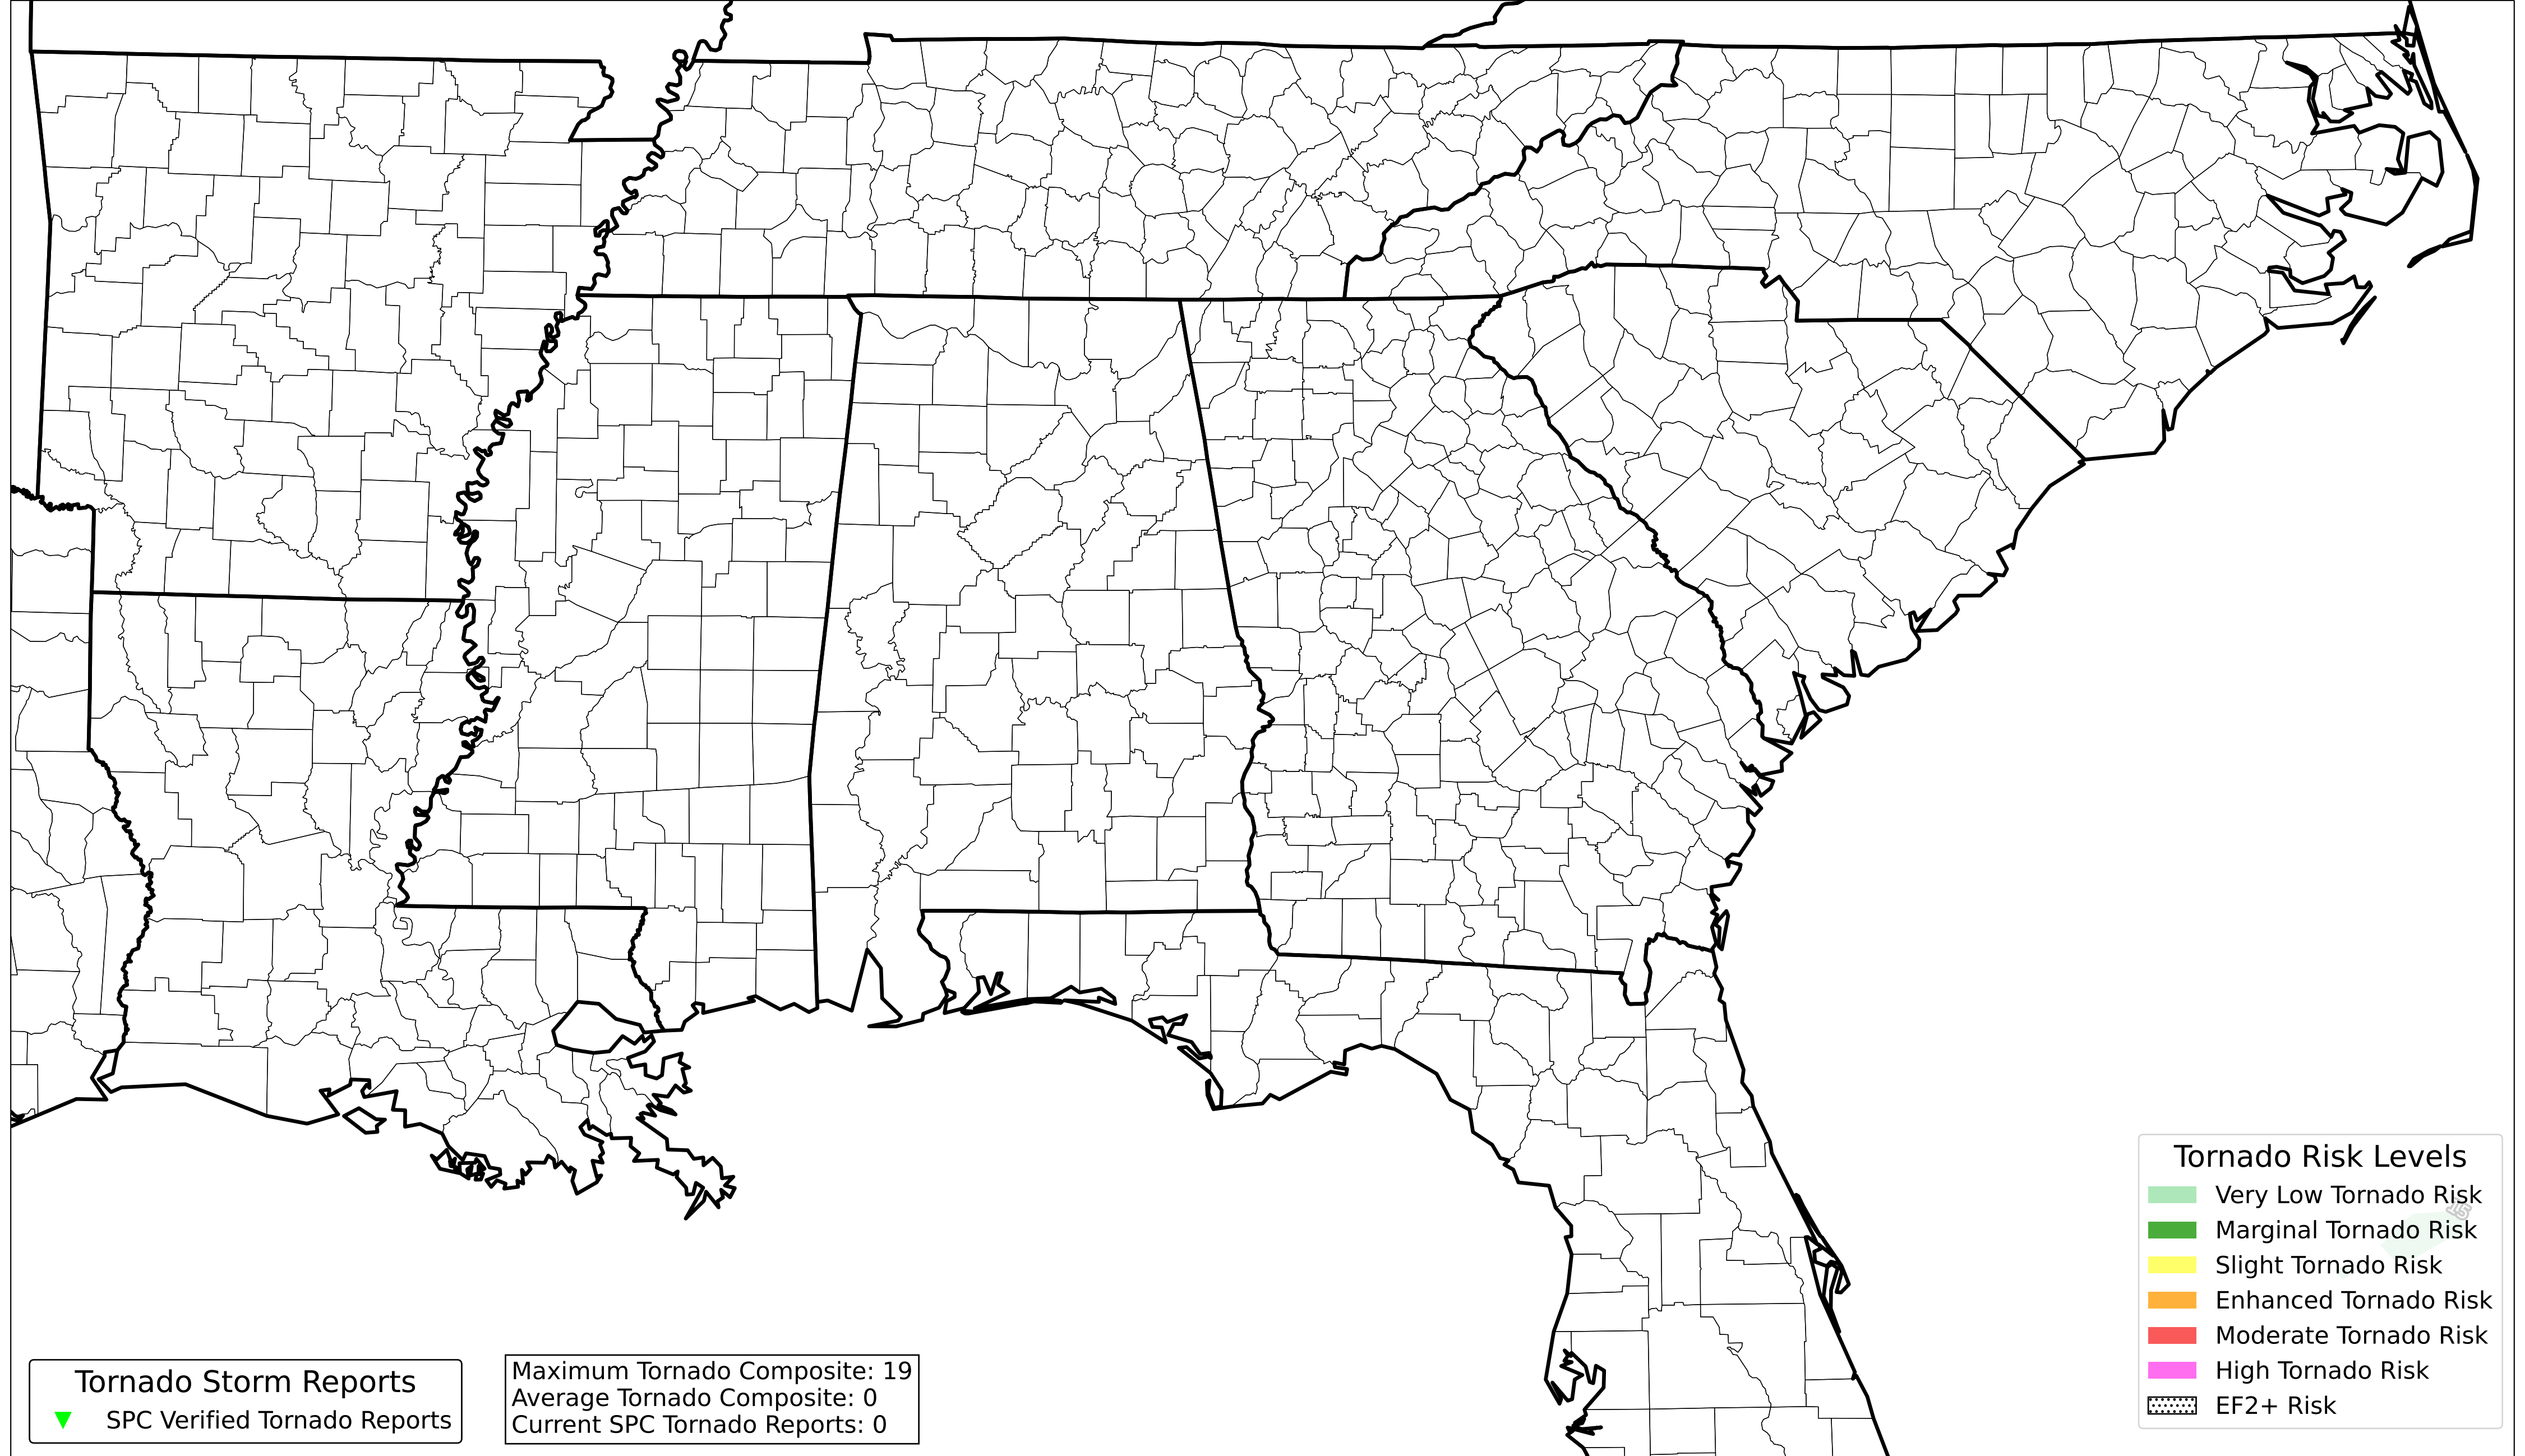 Tornado Risk Levels
Very Low Tornado Risk
15
Marginal Tornado Risk
Slight Tornado Risk
Enhanced Tornado Risk
Moderate Tornado Risk
High Tornado Risk
EF2+ Risk
Tornado Storm Reports
SPC Verified Tornado Reports
Maximum Tornado Composite: 19
Average Tornado Composite: 0
Current SPC Tornado Reports: 0